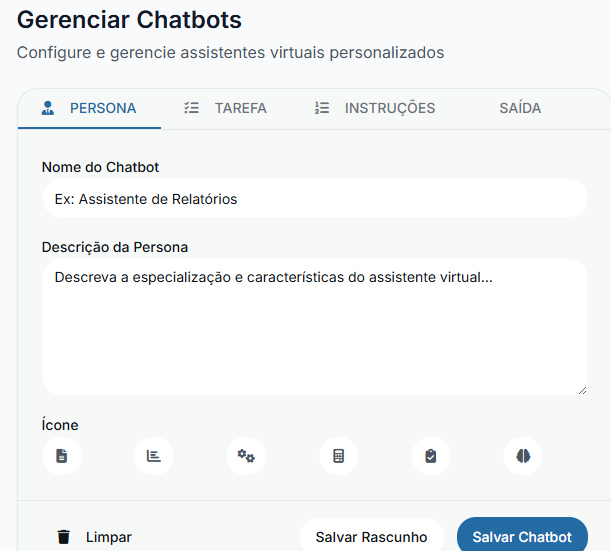 Gerenciar Chatbots
Configure e gerencie assistentes virtuais personalizados
PERSONA TAREFA INSTRUÇÕES SAÍDA
Nome do Chatbot
Ex: Assistente de Relatórios
Descrição da Persona
Descreva a especialização e características do assistente virtual...
Ícone
Limpar Salvar Rascunho Salvar Chatbot